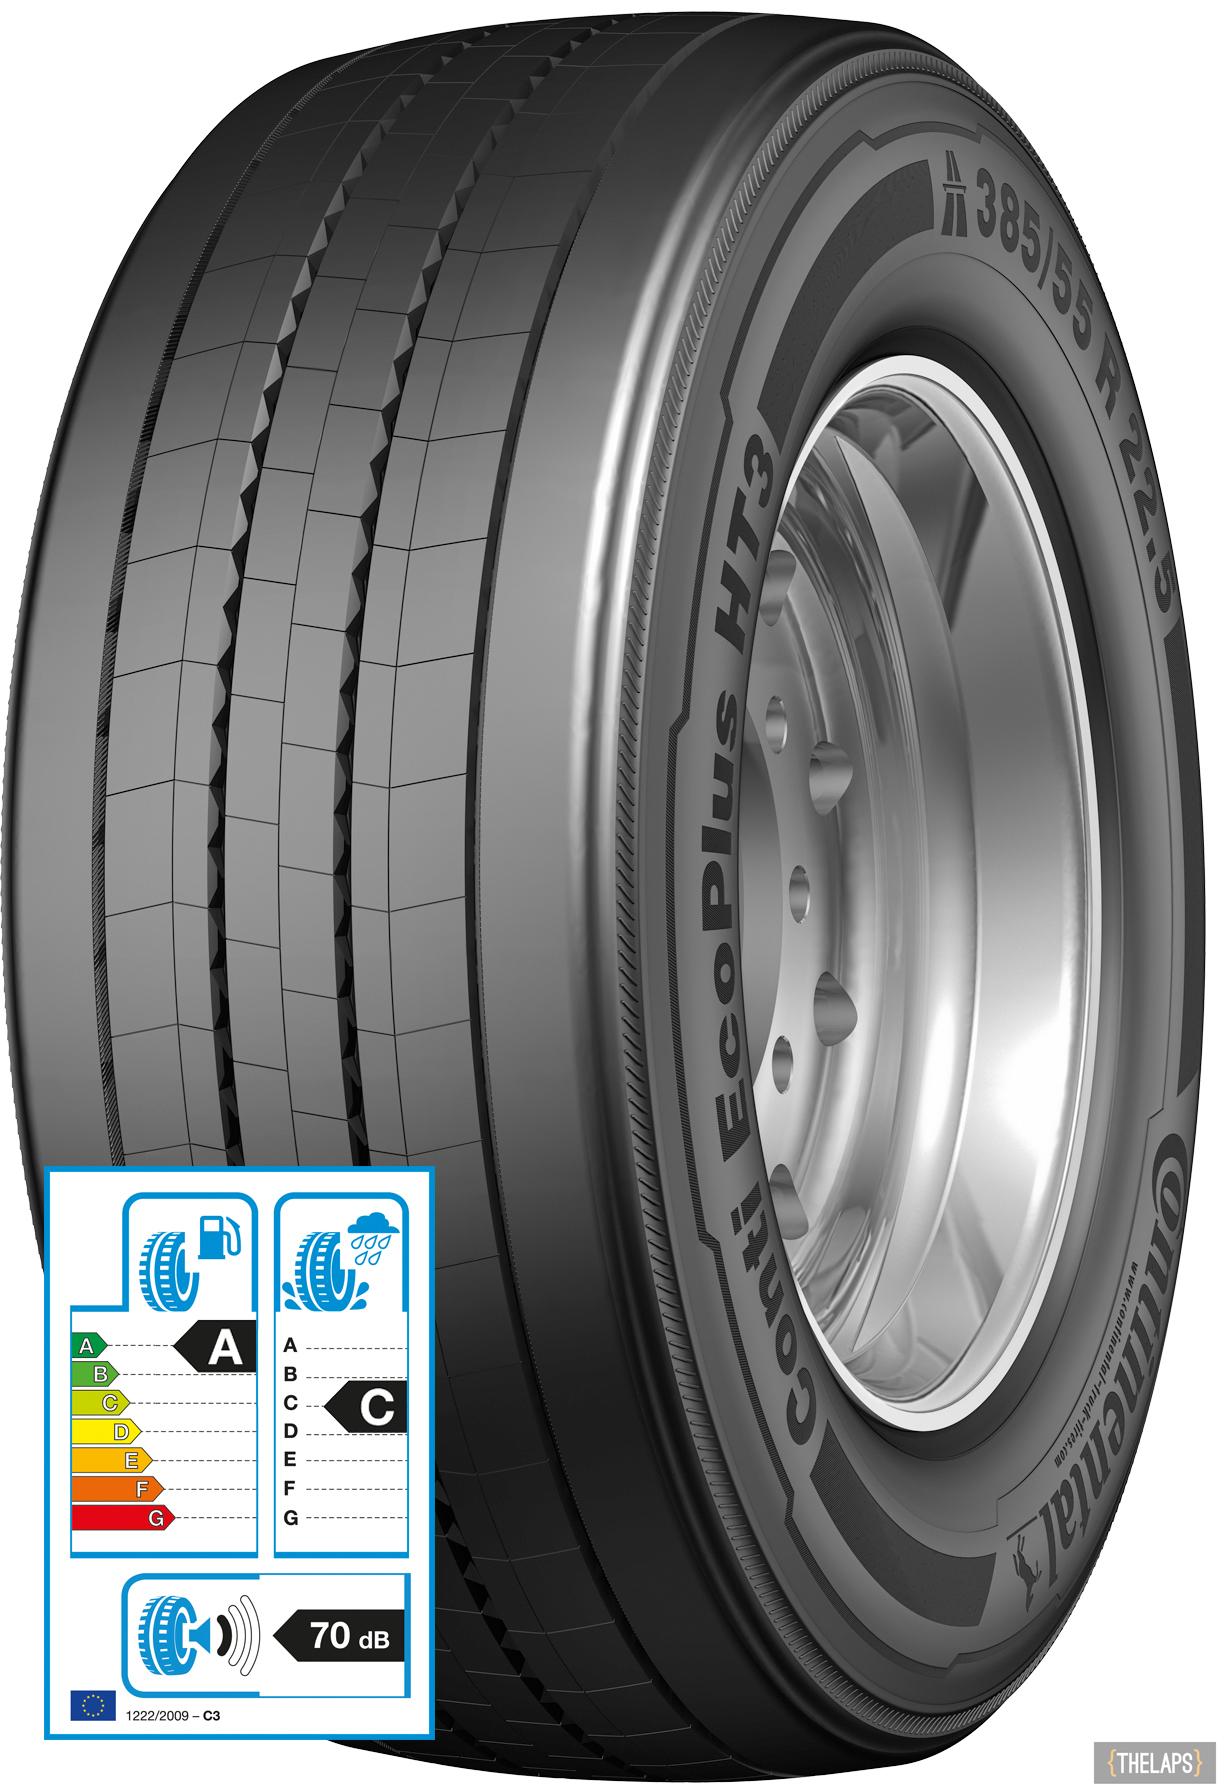 385/55 R 22.5
Conti EcoPlus HT3
Continental
www.continental-truck-tires.com
A
B
C
D
E
F
G
A
A
B
C
D
E
F
G
C
70 dB
1222/2009 – C3
{THELAPS}